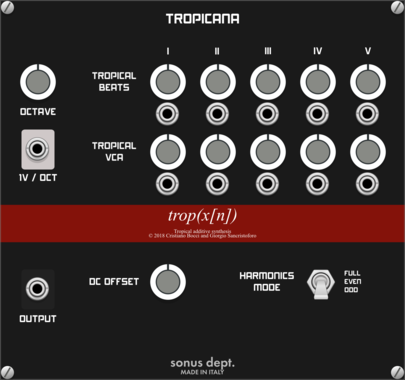 TROPICANA
I II III IV V
TROPICAL
BEATS
OCTAVE
TROPICAL
VCA
1V / OCT
trop(x[n])
Tropical additive synthesis
© 2018 Cristiano Bocci and Giorgio Sancristoforo
DC OFFSET
HARMONICS
MODE
FULL
EVEN
ODD
OUTPUT
sonus dept.
MADE IN ITALY